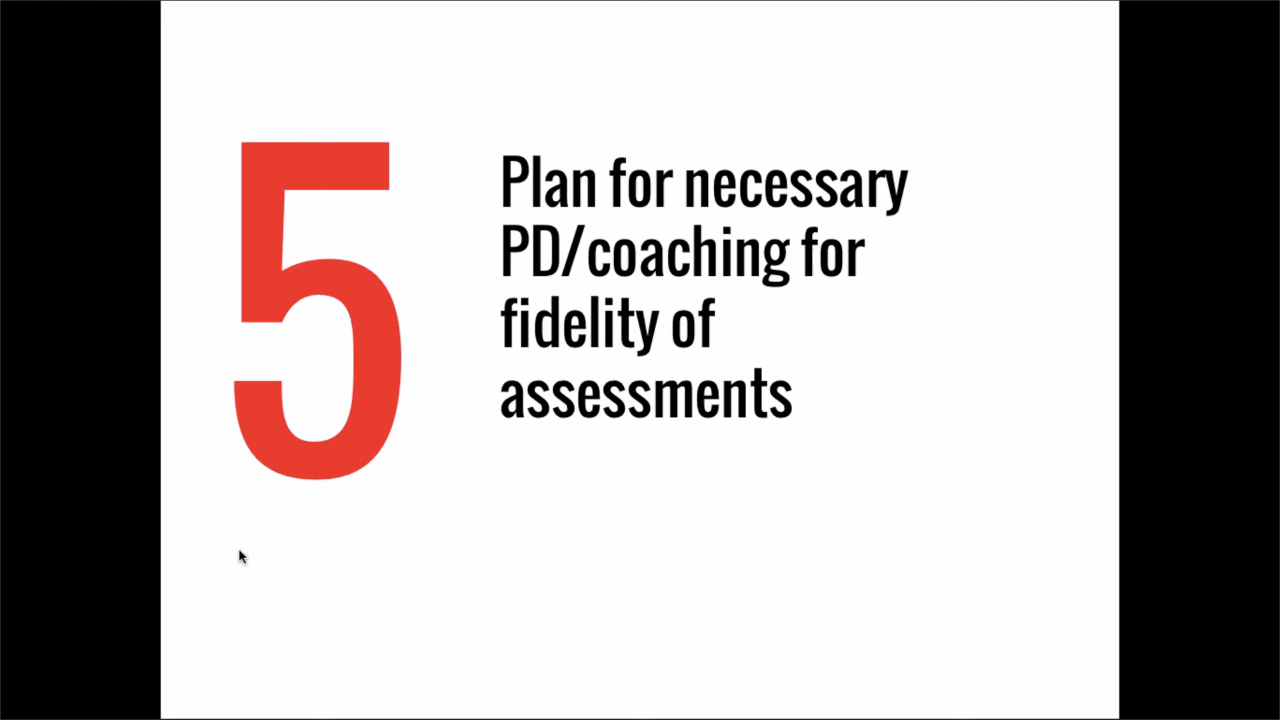 5
Plan for necessary
PD/coaching for
fidelity of
assessments